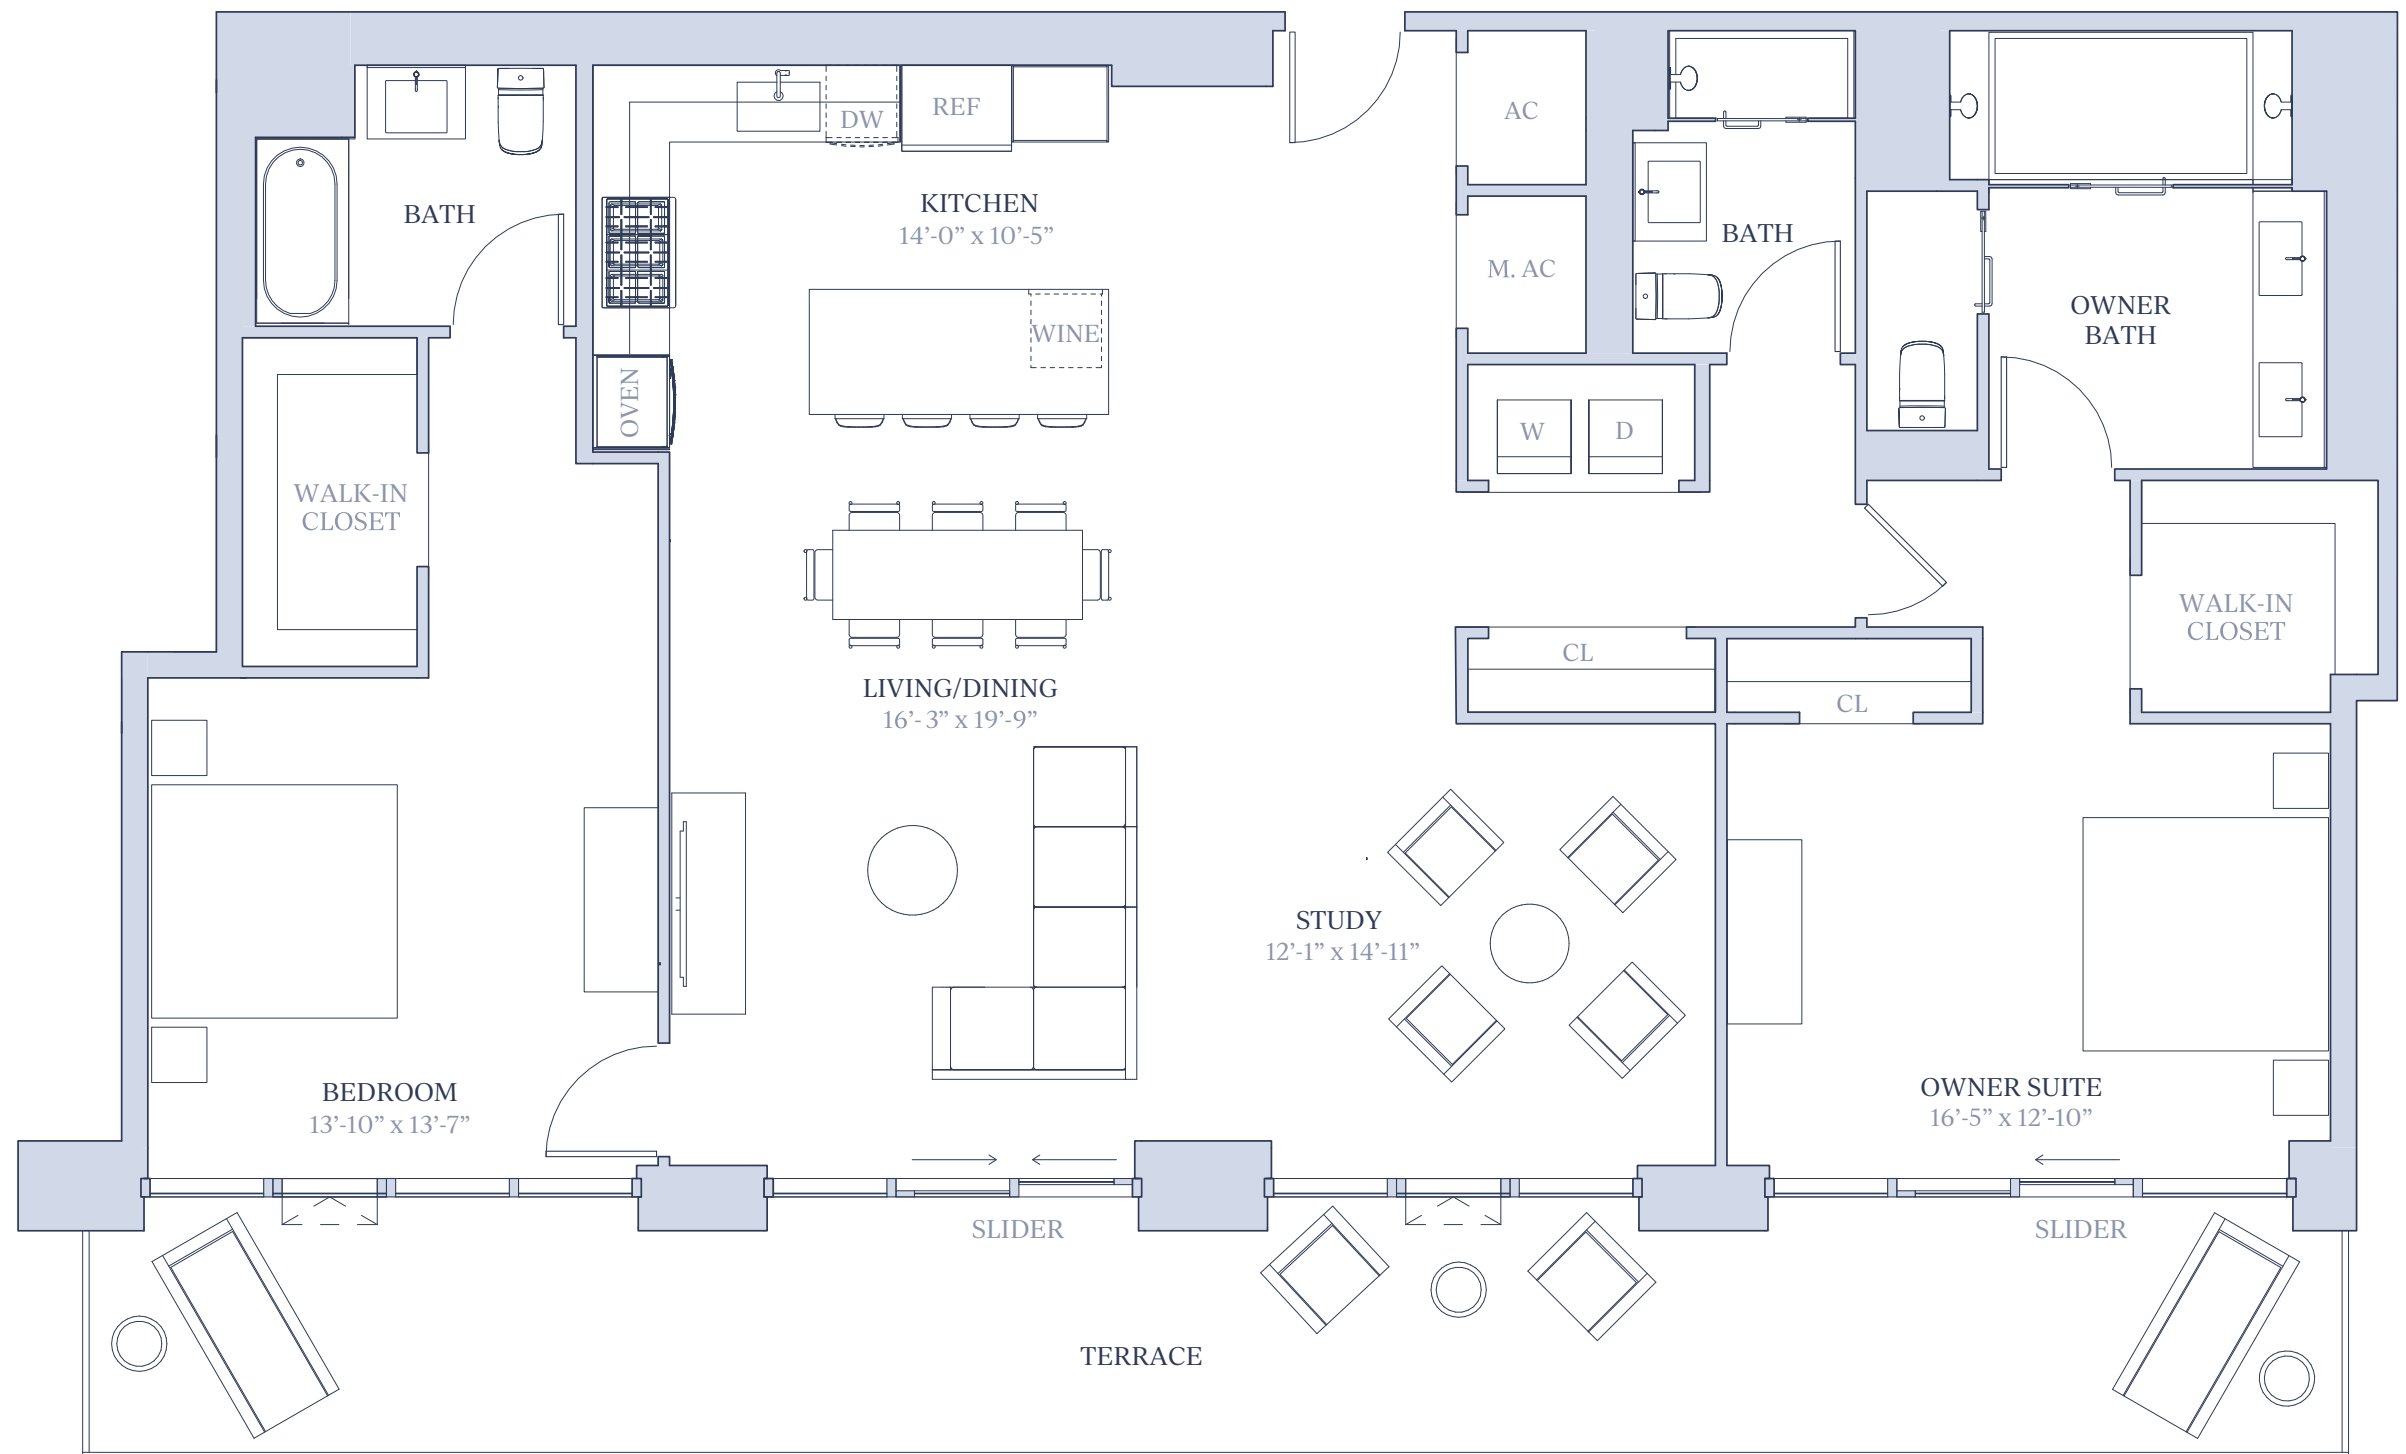 AC
DW
REF
KITCHEN
14’-0” x 10’-5”
BATH
BATH
M. AC
WINE
OVEN
OWNER
BATH
W
D
WALK-IN
CLOSET
WALK-IN
CLOSET
CL
CL
LIVING/DINING
16’- 3” x 19’-9”
STUDY
12’-1” x 14’-11”
BEDROOM
13’-10” x 13’-7”
OWNER SUITE
16’-5” x 12’-10”
SLIDER
SLIDER
TERRACE